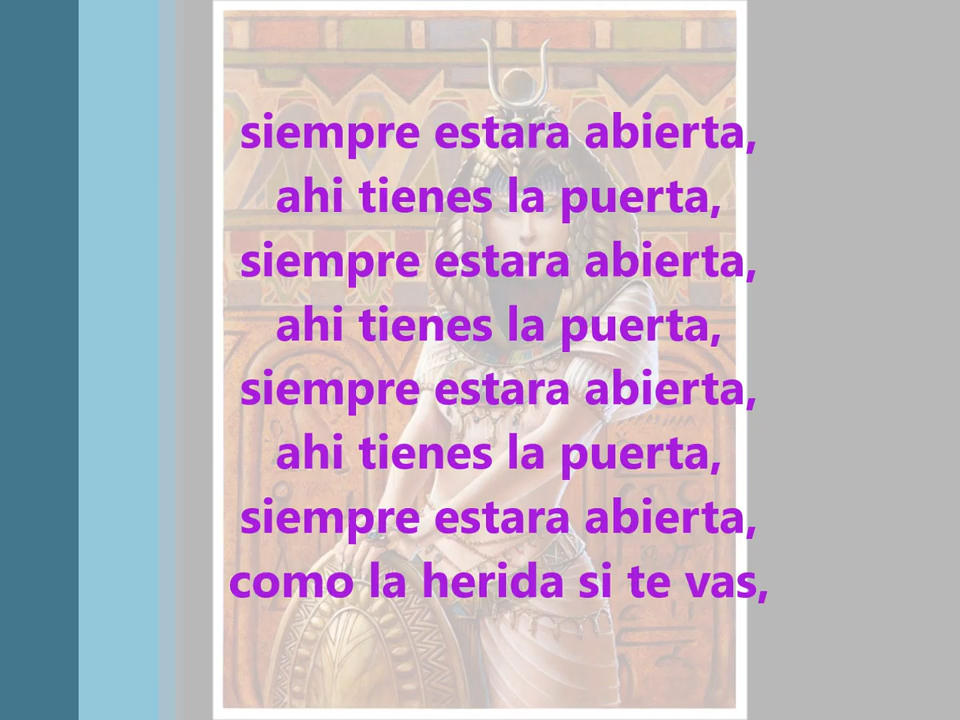 siempre estara abierta,
ahi tienes la puerta,
siempre estara abierta,
ahi tienes la puerta,
siempre estara abierta,
ahi tienes la puerta,
siempre estara abierta,
como la herida si te vas,